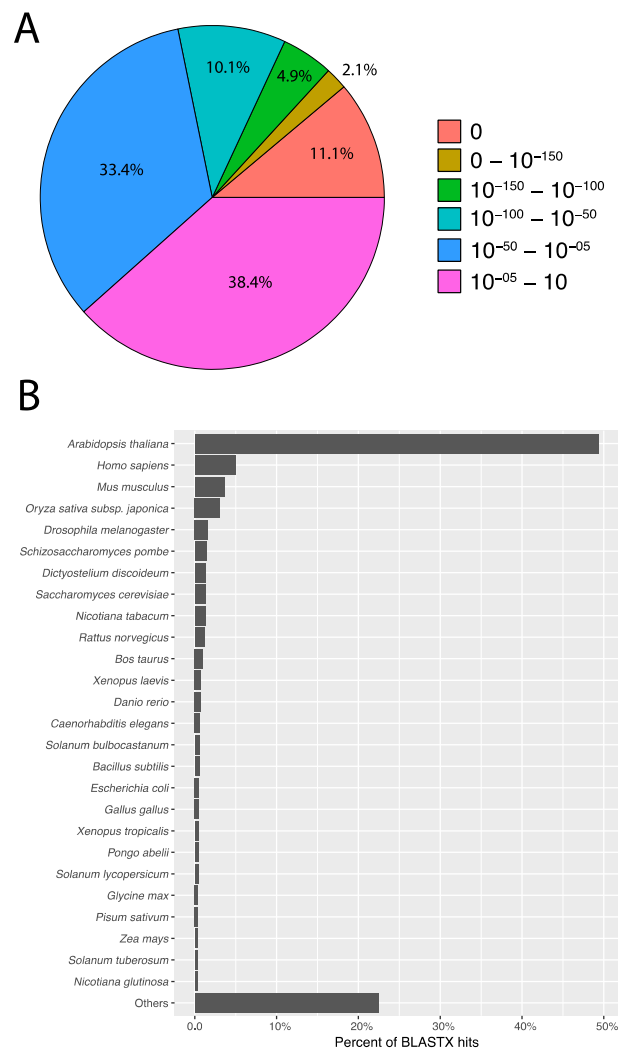 A
10.1%
4.9%
2.1%
11.1%
33.4%
38.4%
0
0 – 10⁻¹⁵⁰
10⁻¹⁵⁰ – 10⁻¹⁰⁰
10⁻¹⁰⁰ – 10⁻⁵⁰
10⁻⁵⁰ – 10⁻⁰⁵
10⁻⁰⁵ – 10
B
Arabidopsis thaliana
Homo sapiens
Mus musculus
Oryza sativa subsp. japonica
Drosophila melanogaster
Schizosaccharomyces pombe
Dictyostelium discoideum
Saccharomyces cerevisiae
Nicotiana tabacum
Rattus norvegicus
Bos taurus
Xenopus laevis
Danio rerio
Caenorhabditis elegans
Solanum bulbocastanum
Bacillus subtilis
Escherichia coli
Gallus gallus
Xenopus tropicalis
Pongo abelii
Solanum lycopersicum
Glycine max
Pisum sativum
Zea mays
Solanum tuberosum
Nicotiana glutinosa
Others
0.0 10% 20% 30% 40% 50%
Percent of BLASTX hits